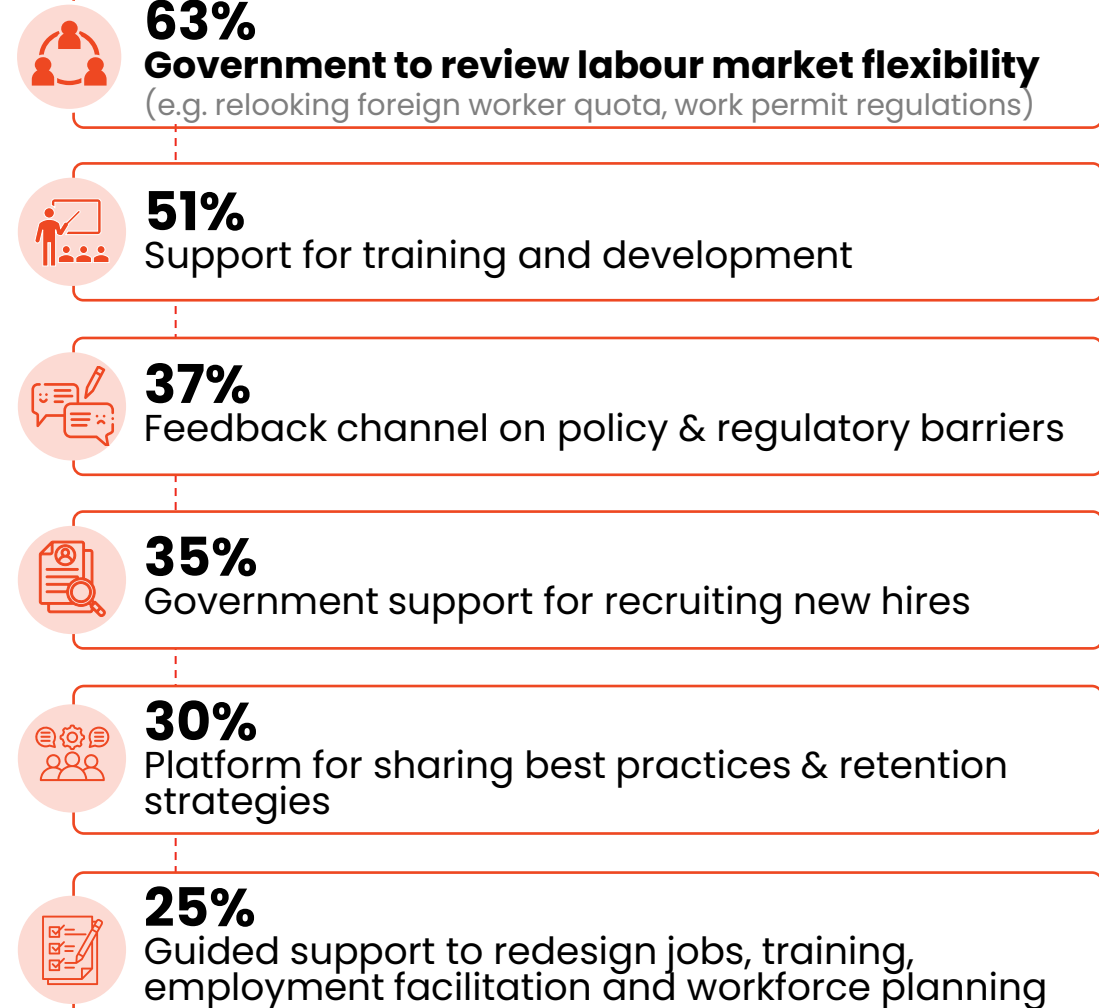 63%
Government to review labour market flexibility
(e.g. relooking foreign worker quota, work permit regulations)
51%
Support for training and development
37%
Feedback channel on policy & regulatory barriers
35%
Government support for recruiting new hires
30%
Platform for sharing best practices & retention
strategies
25%
Guided support to redesign jobs, training,
employment facilitation and workforce planning